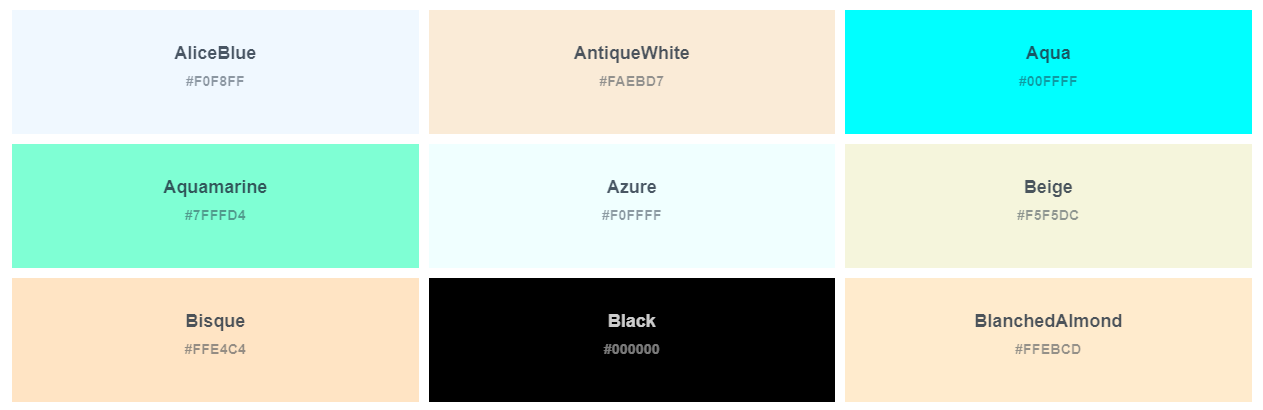 AliceBlue
#F0F8FF
AntiqueWhite
#FAEBD7
Aqua
#00FFFF
Aquamarine
#7FFFD4
Azure
#F0FFFF
Beige
#F5F5DC
Bisque
#FFE4C4
Black
#000000
BlanchedAlmond
#FFEBCD